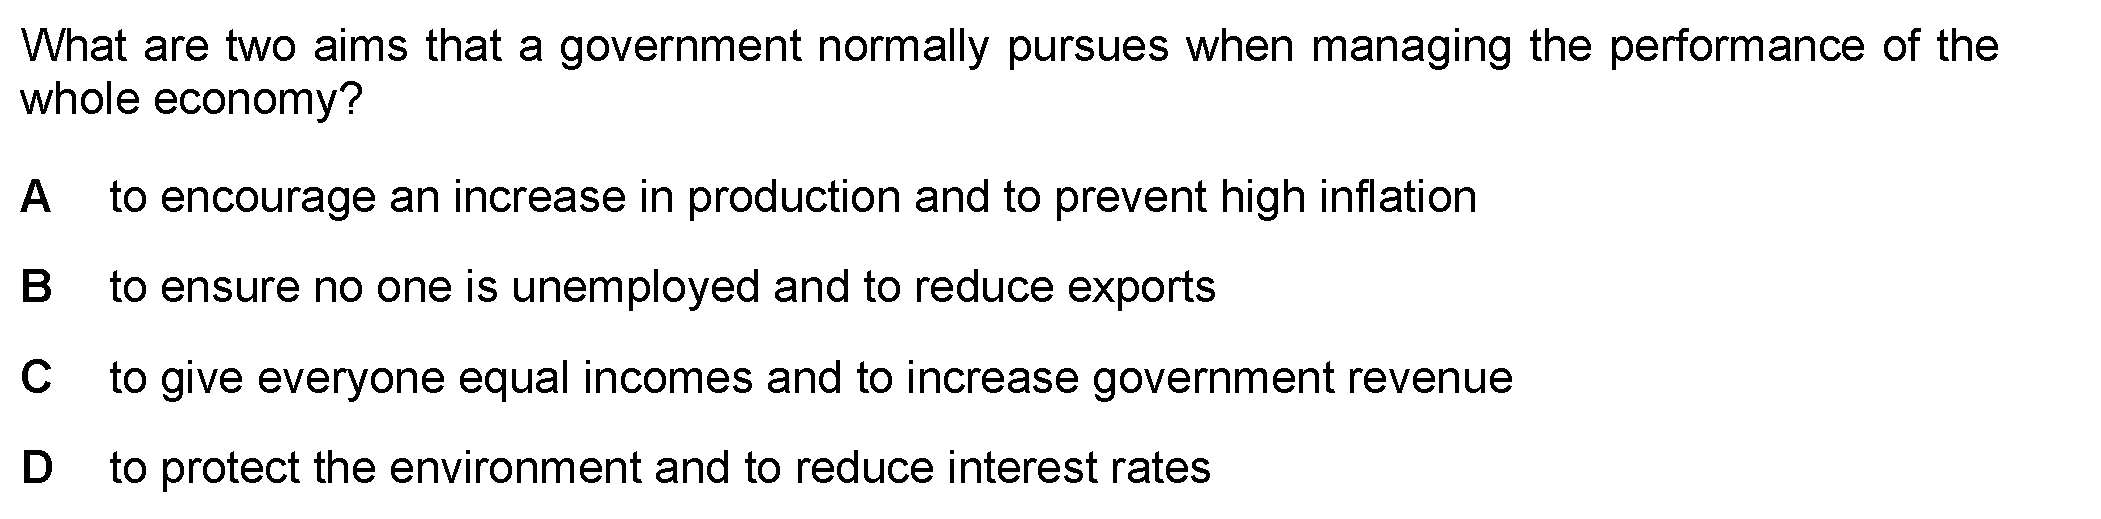 What are two aims that a government normally pursues when managing the performance of the
whole economy?
A to encourage an increase in production and to prevent high inflation
B to ensure no one is unemployed and to reduce exports
C to give everyone equal incomes and to increase government revenue
D to protect the environment and to reduce interest rates